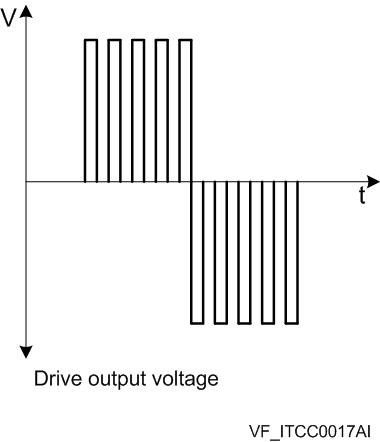 V
t
Drive output voltage
VF_ITCC0017AI